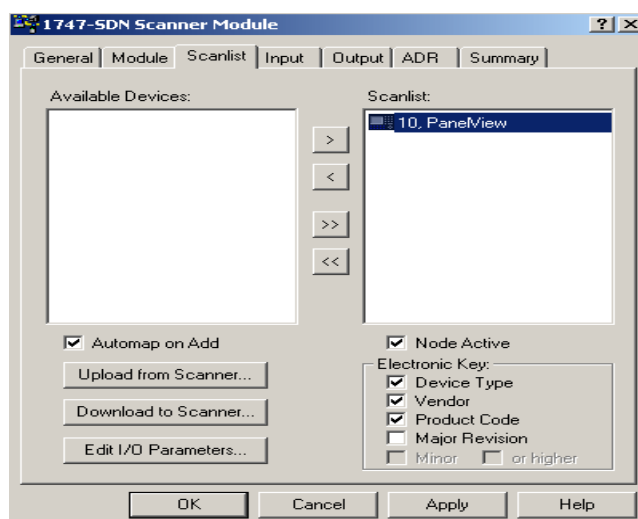 1747-SDN Scanner Module
General Module Scanlist Input Output ADR Summary
Available Devices:
Scanlist:
10, PanelView
>
<
>>
<<
Automap on Add
Node Active
Upload from Scanner...
Download to Scanner...
Edit I/O Parameters...
Electronic Key:
Device Type
Vendor
Product Code
Major Revision
Minor or higher
OK Cancel Apply Help